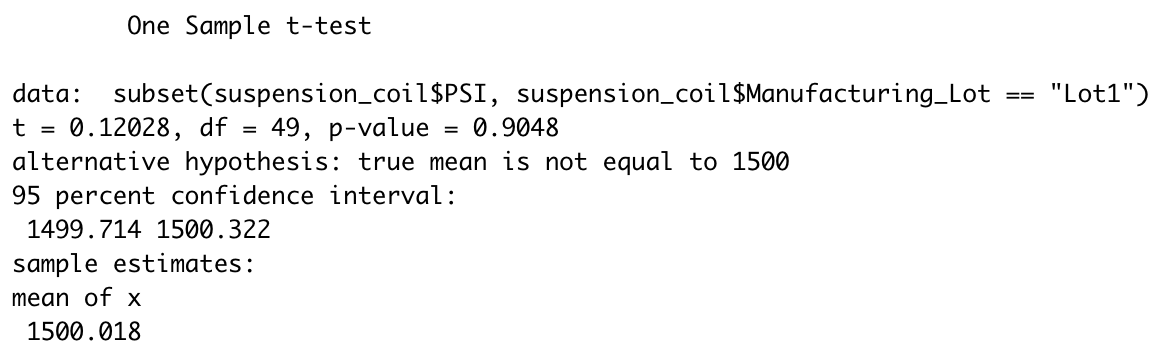 One Sample t-test
data:  subset(suspension_coil$PSI, suspension_coil$Manufacturing_Lot == "Lot1")
t = 0.12028, df = 49, p-value = 0.9048
alternative hypothesis: true mean is not equal to 1500
95 percent confidence interval:
 1499.714 1500.322
sample estimates:
mean of x
 1500.018